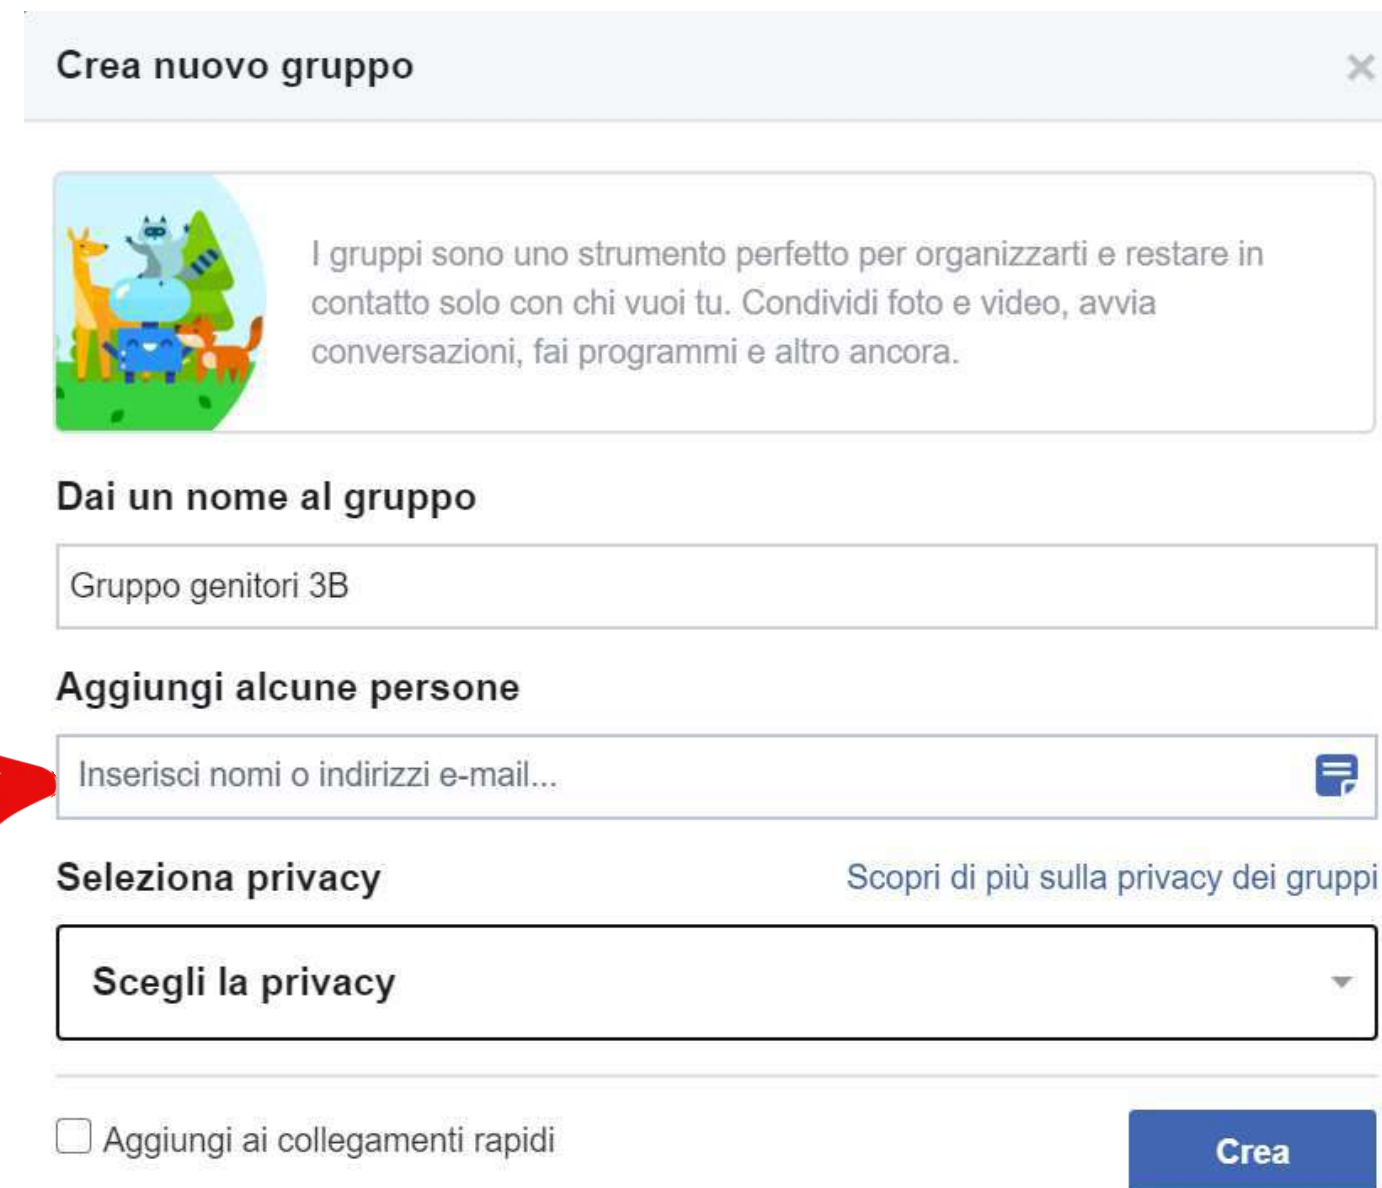 Crea nuovo gruppo
I gruppi sono uno strumento perfetto per organizzarti e restare in
contatto solo con chi vuoi tu. Condividi foto e video, avvia
conversazioni, fai programmi e altro ancora.
Dai un nome al gruppo
Gruppo genitori 3B
Aggiungi alcune persone
Inserisci nomi o indirizzi e-mail...
Seleziona privacy
Scopri di più sulla privacy dei gruppi
Scegli la privacy
Aggiungi ai collegamenti rapidi
Crea